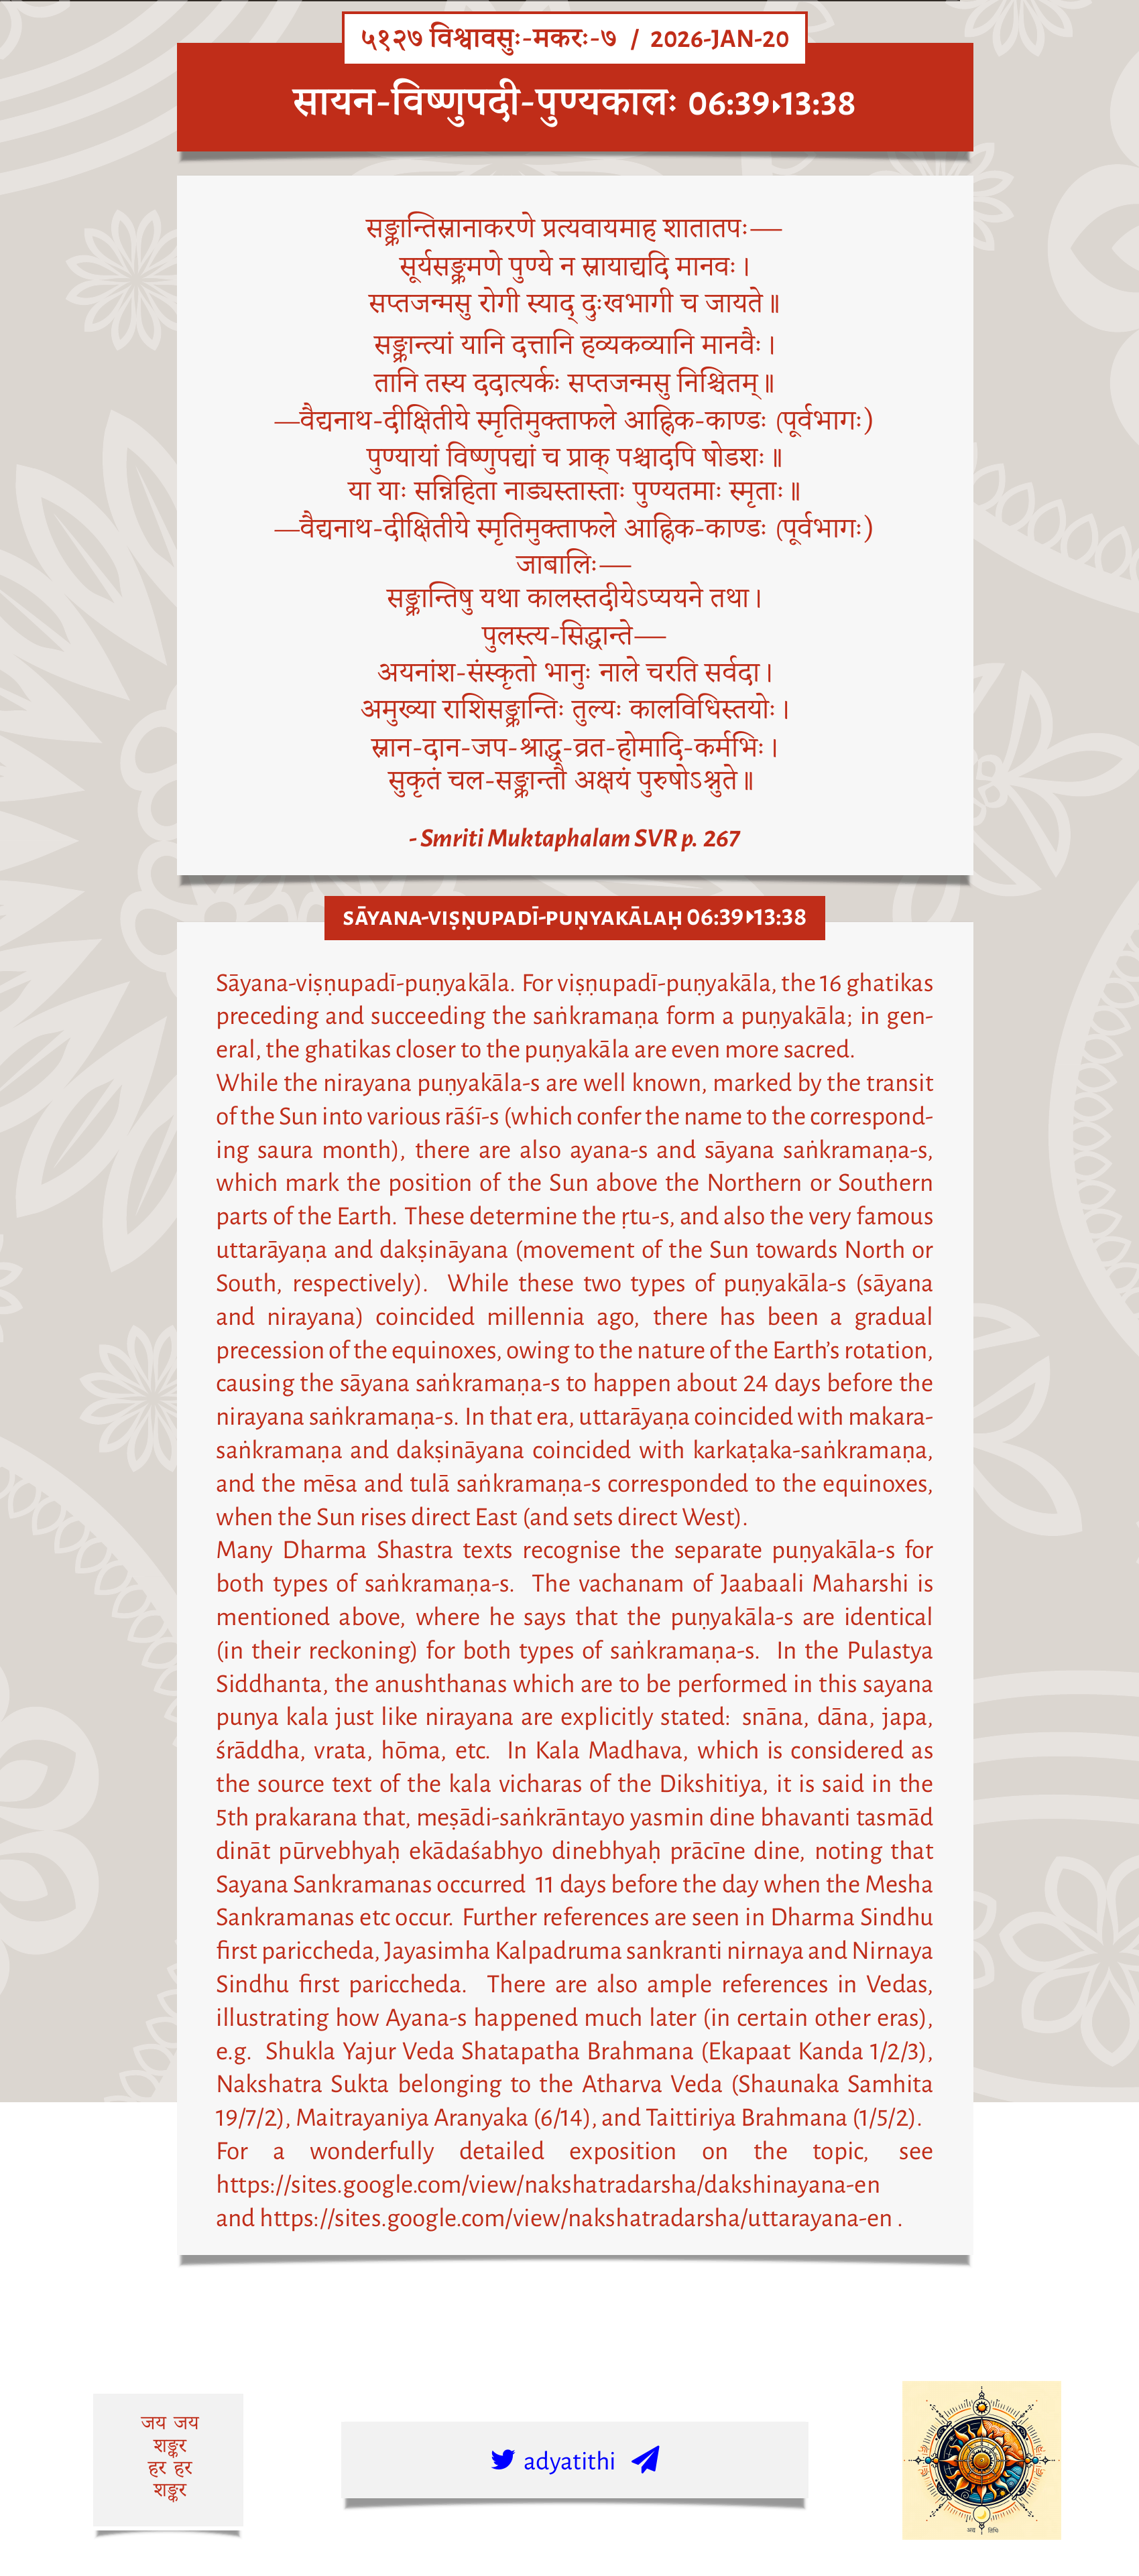 ५१२७ विश्वावसुः-मकरः-७ / 2026-JAN-20
सायन-विष्णुपदी-पुण्यकालः 06:39▸13:38
सङ्क्रान्तिस्नानाकरणे प्रत्यवायमाह शातातपः—
सूर्यसङ्क्रमणे पुण्ये न स्नायाद्यदि मानवः।
सप्तजन्मसु रोगी स्याद् दुःखभागी च जायते॥
सङ्क्रान्त्यां यानि दत्तानि हव्यकव्यानि मानवैः।
तानि तस्य ददात्यर्कः सप्तजन्मसु निश्चितम्॥
—वैद्यनाथ-दीक्षितीये स्मृतिमुक्ताफले आह्निक-काण्डः (पूर्वभागः)
पुण्यायां विष्णुपद्यां च प्राक् पश्चादपि षोडशः॥
या याः सन्निहिता नाड्यस्तास्ताः पुण्यतमाः स्मृताः॥
—वैद्यनाथ-दीक्षितीये स्मृतिमुक्ताफले आह्निक-काण्डः (पूर्वभागः)
जाबालिः—
सङ्क्रान्तिषु यथा कालस्तदीयेऽप्ययने तथा।
पुलस्त्य-सिद्धान्ते—
अयनांश-संस्कृतो भानुः नाले चरति सर्वदा।
अमुख्या राशिसङ्क्रान्तिः तुल्यः कालविधिस्तयोः।
स्नान-दान-जप-श्राद्ध-व्रत-होमादि-कर्मभिः।
सुकृतं चल-सङ्क्रान्तौ अक्षयं पुरुषोऽश्नुते॥
- Smriti Muktaphalam SVR p. 267
SĀYANA-VIṢṆUPADĪ-PUṆYAKĀLAḤ 06:39▸13:38
Sāyana-viṣṇupadī-puṇyakāla. For viṣṇupadī-puṇyakāla, the 16 ghatikas
preceding and succeeding the saṅkramaṇa form a puṇyakāla; in gen-
eral, the ghatikas closer to the puṇyakāla are even more sacred.
While the nirayana puṇyakāla-s are well known, marked by the transit
of the Sun into various rāśī-s (which confer the name to the correspond-
ing saura month), there are also ayana-s and sāyana saṅkramaṇa-s,
which mark the position of the Sun above the Northern or Southern
parts of the Earth. These determine the ṛtu-s, and also the very famous
uttarāyaṇa and dakṣināyana (movement of the Sun towards North or
South, respectively). While these two types of puṇyakāla-s (sāyana
and nirayana) coincided millennia ago, there has been a gradual
precession of the equinoxes, owing to the nature of the Earth’s rotation,
causing the sāyana saṅkramaṇa-s to happen about 24 days before the
nirayana saṅkramaṇa-s. In that era, uttarāyaṇa coincided with makara-
saṅkramaṇa and dakṣināyana coincided with karkaṭaka-saṅkramaṇa,
and the mēsa and tulā saṅkramaṇa-s corresponded to the equinoxes,
when the Sun rises direct East (and sets direct West).
Many Dharma Shastra texts recognise the separate puṇyakāla-s for
both types of saṅkramaṇa-s. The vachanam of Jaabaali Maharshi is
mentioned above, where he says that the puṇyakāla-s are identical
(in their reckoning) for both types of saṅkramaṇa-s. In the Pulastya
Siddhanta, the anushthanas which are to be performed in this sayana
punya kala just like nirayana are explicitly stated: snāna, dāna, japa,
śrāddha, vrata, hōma, etc. In Kala Madhava, which is considered as
the source text of the kala vicharas of the Dikshitiya, it is said in the
5th prakarana that, meṣādi-saṅkrāntayo yasmin dine bhavanti tasmād
dināt pūrvebhyaḥ ekādaśabhyo dinebhyaḥ prācīne dine, noting that
Sayana Sankramanas occurred 11 days before the day when the Mesha
Sankramanas etc occur. Further references are seen in Dharma Sindhu
first pariccheda, Jayasimha Kalpadruma sankranti nirnaya and Nirnaya
Sindhu first pariccheda. There are also ample references in Vedas,
illustrating how Ayana-s happened much later (in certain other eras),
e.g. Shukla Yajur Veda Shatapatha Brahmana (Ekapaat Kanda 1/2/3),
Nakshatra Sukta belonging to the Atharva Veda (Shaunaka Samhita
19/7/2), Maitrayaniya Aranyaka (6/14), and Taittiriya Brahmana (1/5/2).
For a wonderfully detailed exposition on the topic, see
https://sites.google.com/view/nakshatradarsha/dakshinayana-en
and https://sites.google.com/view/nakshatradarsha/uttarayana-en .
जय जय
शङ्कर
हर हर
शङ्कर
adyatithi
अद्य तिथिः